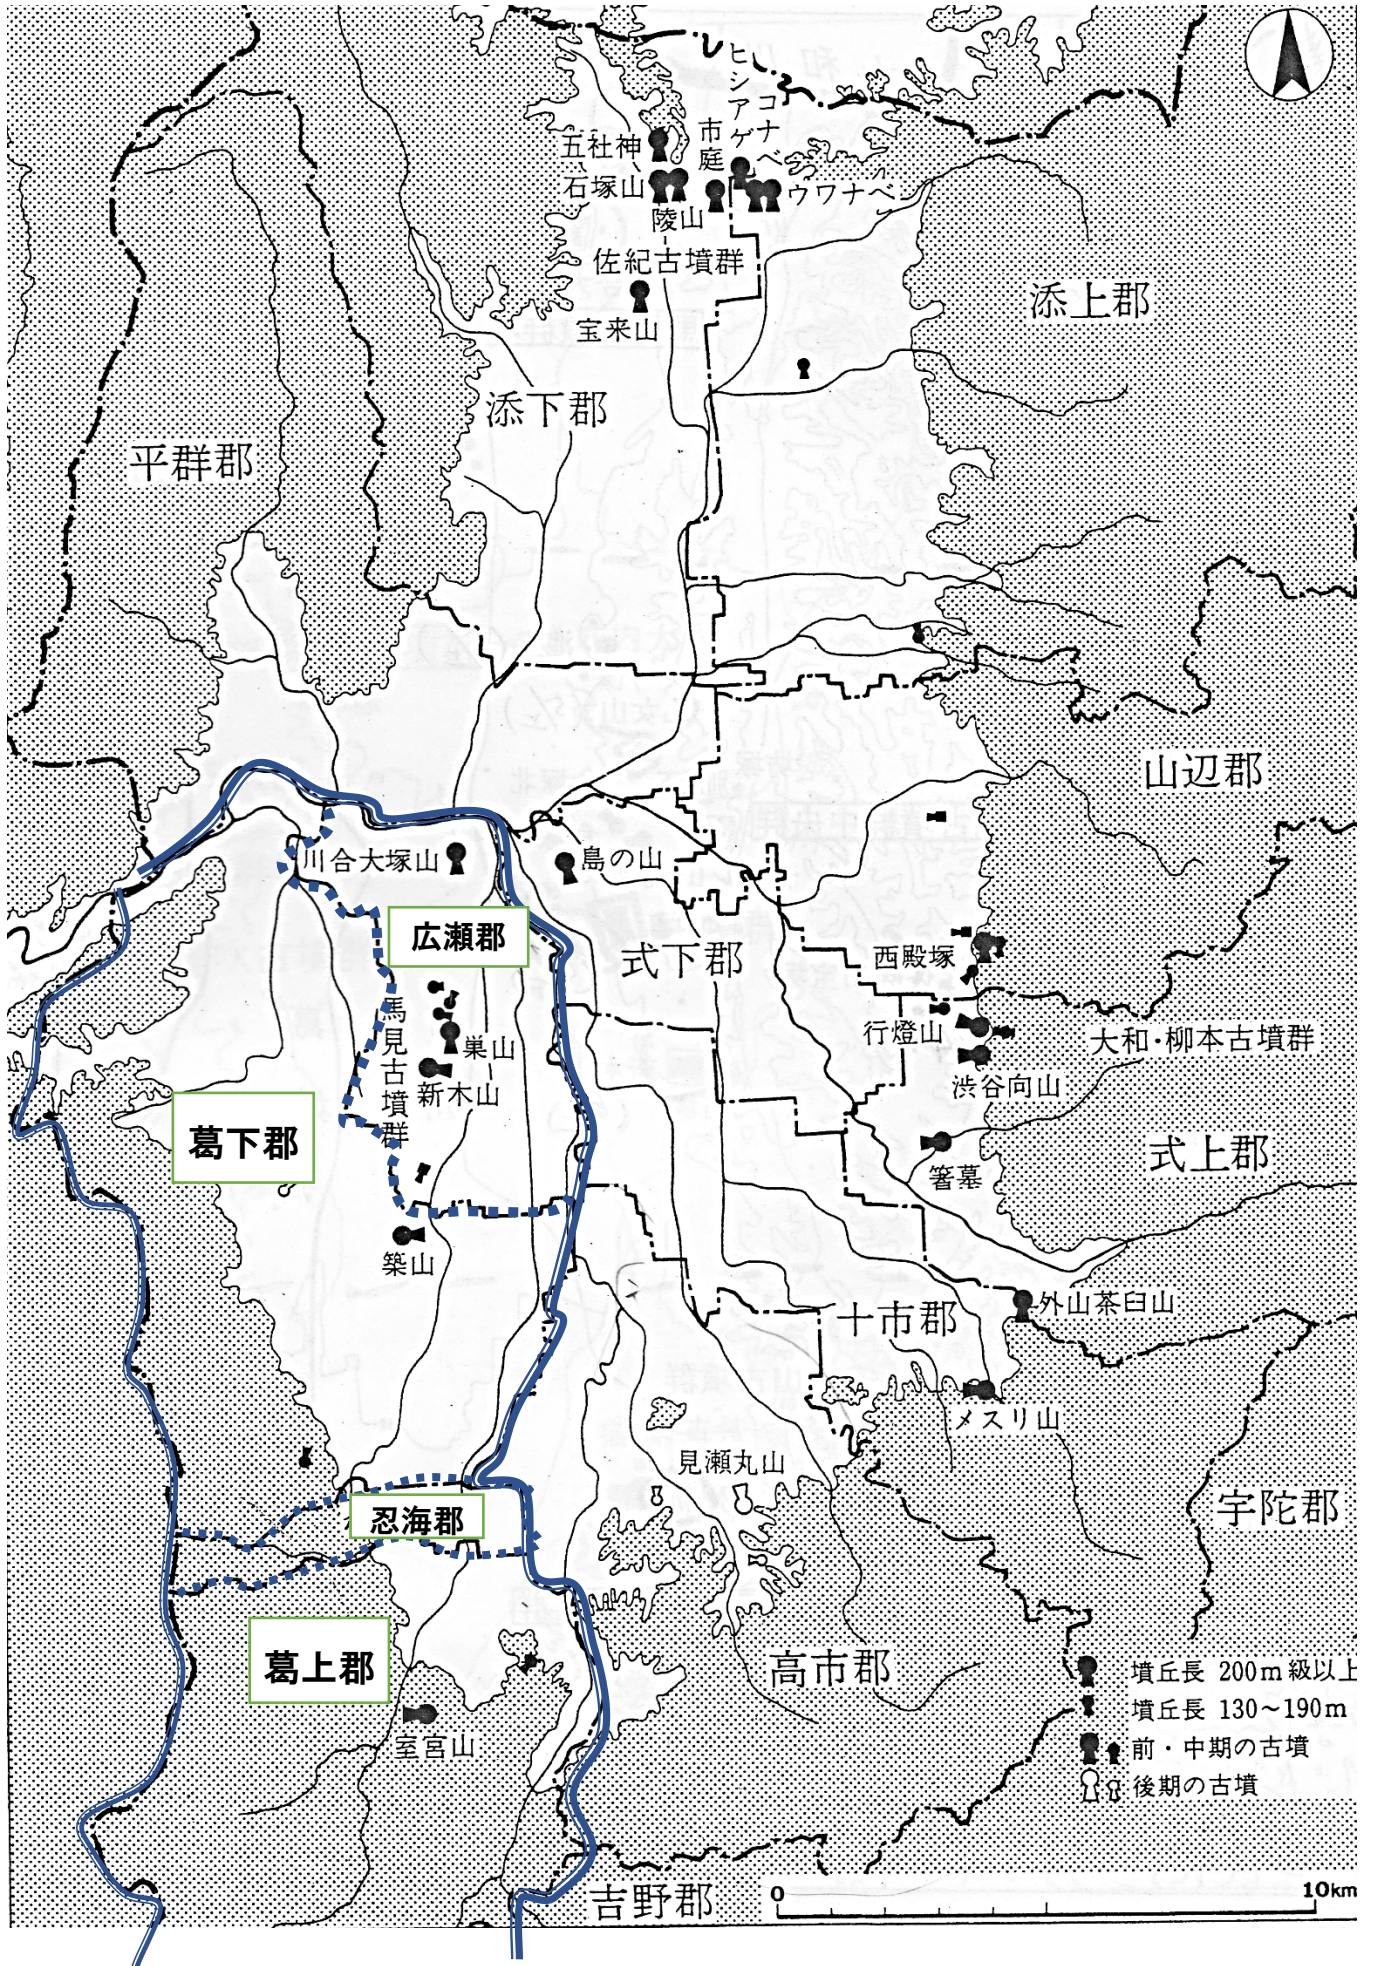 ヒシアゲ
コナベ
市庭
五社神
石塚山
ウワナベ
陵山
佐紀古墳群
宝来山
添上郡
添下郡
平群郡
山辺郡
川合大塚山
島の山
広瀬郡
式下郡
西殿塚
馬見古墳群
巣山
新木山
行燈山
大和・柳本古墳群
渋谷向山
葛下郡
箸墓
式上郡
築山
外山茶臼山
十市郡
メスリ山
見瀬丸山
忍海郡
宇陀郡
葛上郡
高市郡
室宮山
墳丘長 200m級以上
墳丘長 130~190m
前・中期の古墳
後期の古墳
吉野郡
0
10km